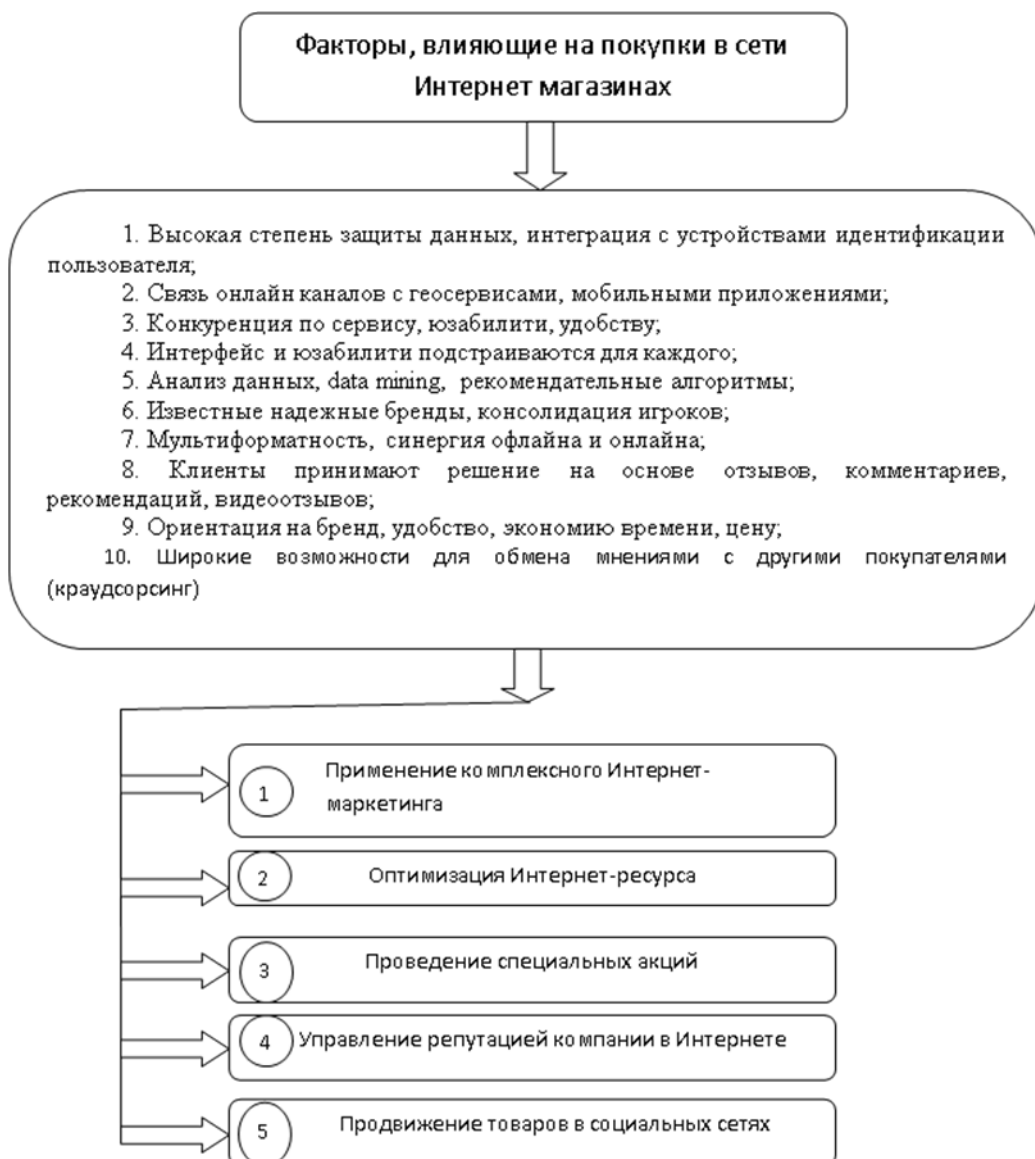 Факторы, влияющие на покупки в сети
Интернет магазинах
1. Высокая степень защиты данных, интеграция с устройствами идентификации
пользователя;
2. Связь онлайн каналов с геосервисами, мобильными приложениями;
3. Конкуренция по сервису, юзабилити, удобству;
4. Интерфейс и юзабилити подстраиваются для каждого;
5. Анализ данных, data mining, рекомендательные алгоритмы;
6. Известные надежные бренды, консолидация игроков;
7. Мультиформатность, синергия офлайна и онлайна;
8. Клиенты принимают решение на основе отзывов, комментариев,
рекомендаций, видеоотзывов;
9. Ориентация на бренд, удобство, экономию времени, цену;
10. Широкие возможности для обмена мнениями с другими покупателями
(краудсорсинг)
1 Применение комплексного Интернет-
маркетинга
2 Оптимизация Интернет-ресурса
3 Проведение специальных акций
4 Управление репутацией компании в Интернете
5 Продвижение товаров в социальных сетях